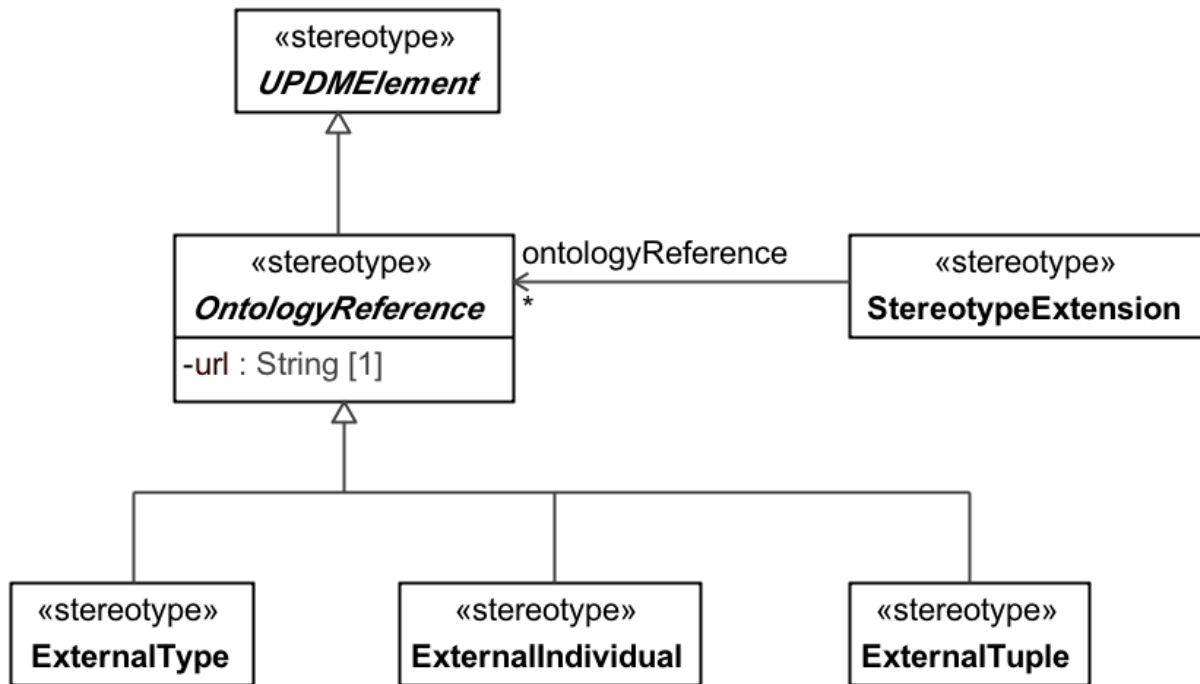 «stereotype»
UPDMElement
«stereotype»
OntologyReference
-url : String [1]
ontologyReference
*
«stereotype»
StereotypeExtension
«stereotype»
ExternalType
«stereotype»
ExternalIndividual
«stereotype»
ExternalTuple